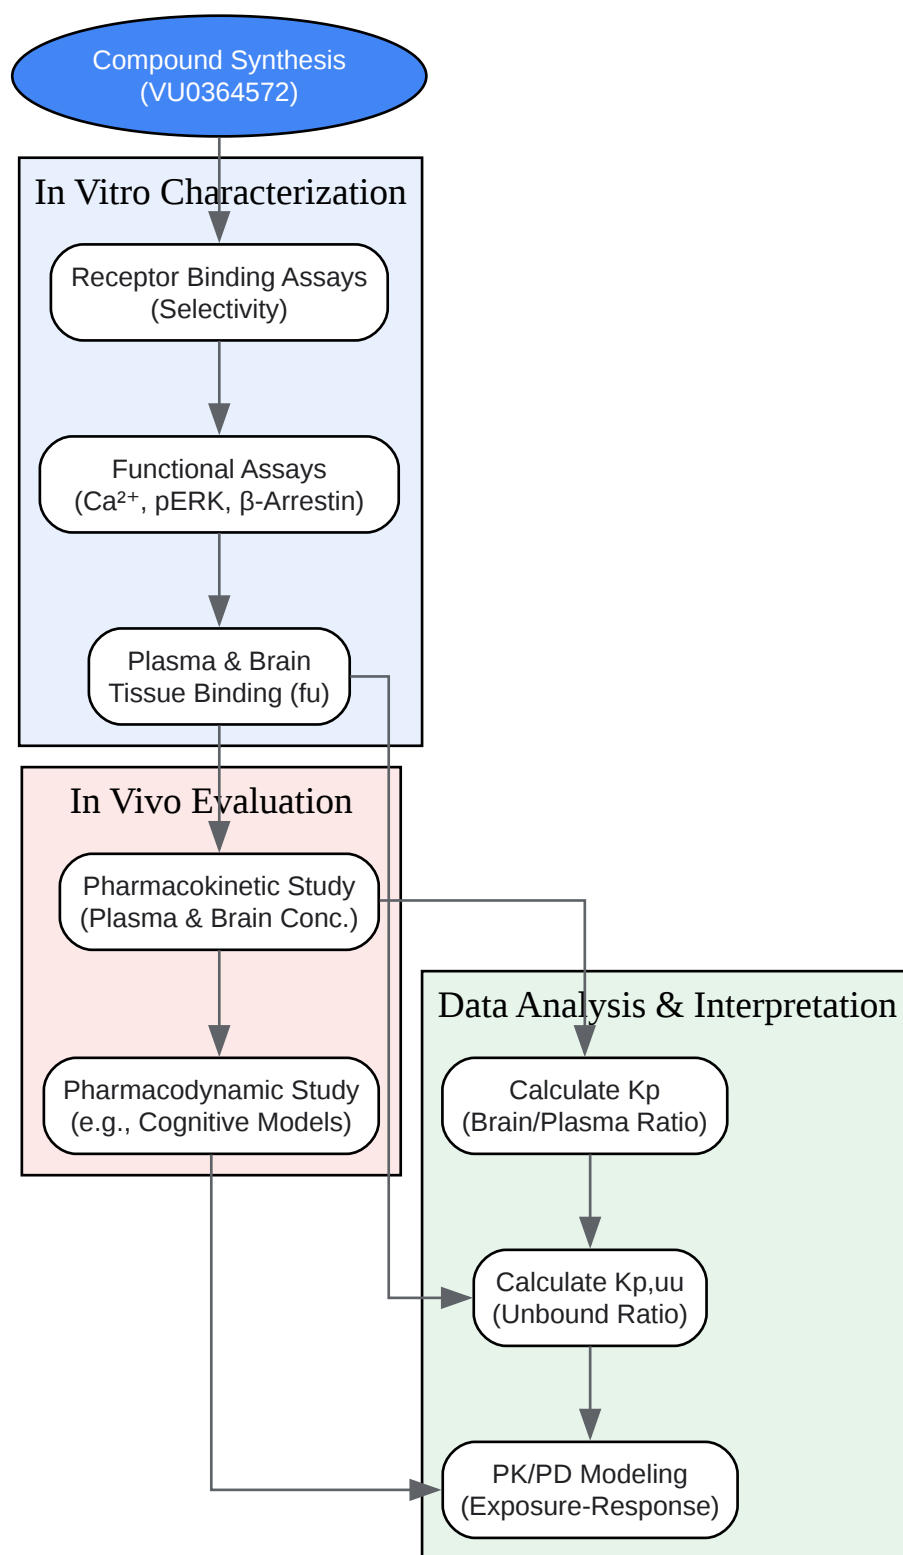 Compound Synthesis
(VU0364572)
In Vitro Characterization
Receptor Binding Assays
(Selectivity)
Functional Assays
(Ca²⁺, pERK, β-Arrestin)
Plasma & Brain
Tissue Binding (fu)
In Vivo Evaluation
Pharmacokinetic Study
(Plasma & Brain Conc.)
Pharmacodynamic Study
(e.g., Cognitive Models)
Data Analysis & Interpretation
Calculate Kp
(Brain/Plasma Ratio)
Calculate Kp,uu
(Unbound Ratio)
PK/PD Modeling
(Exposure-Response)